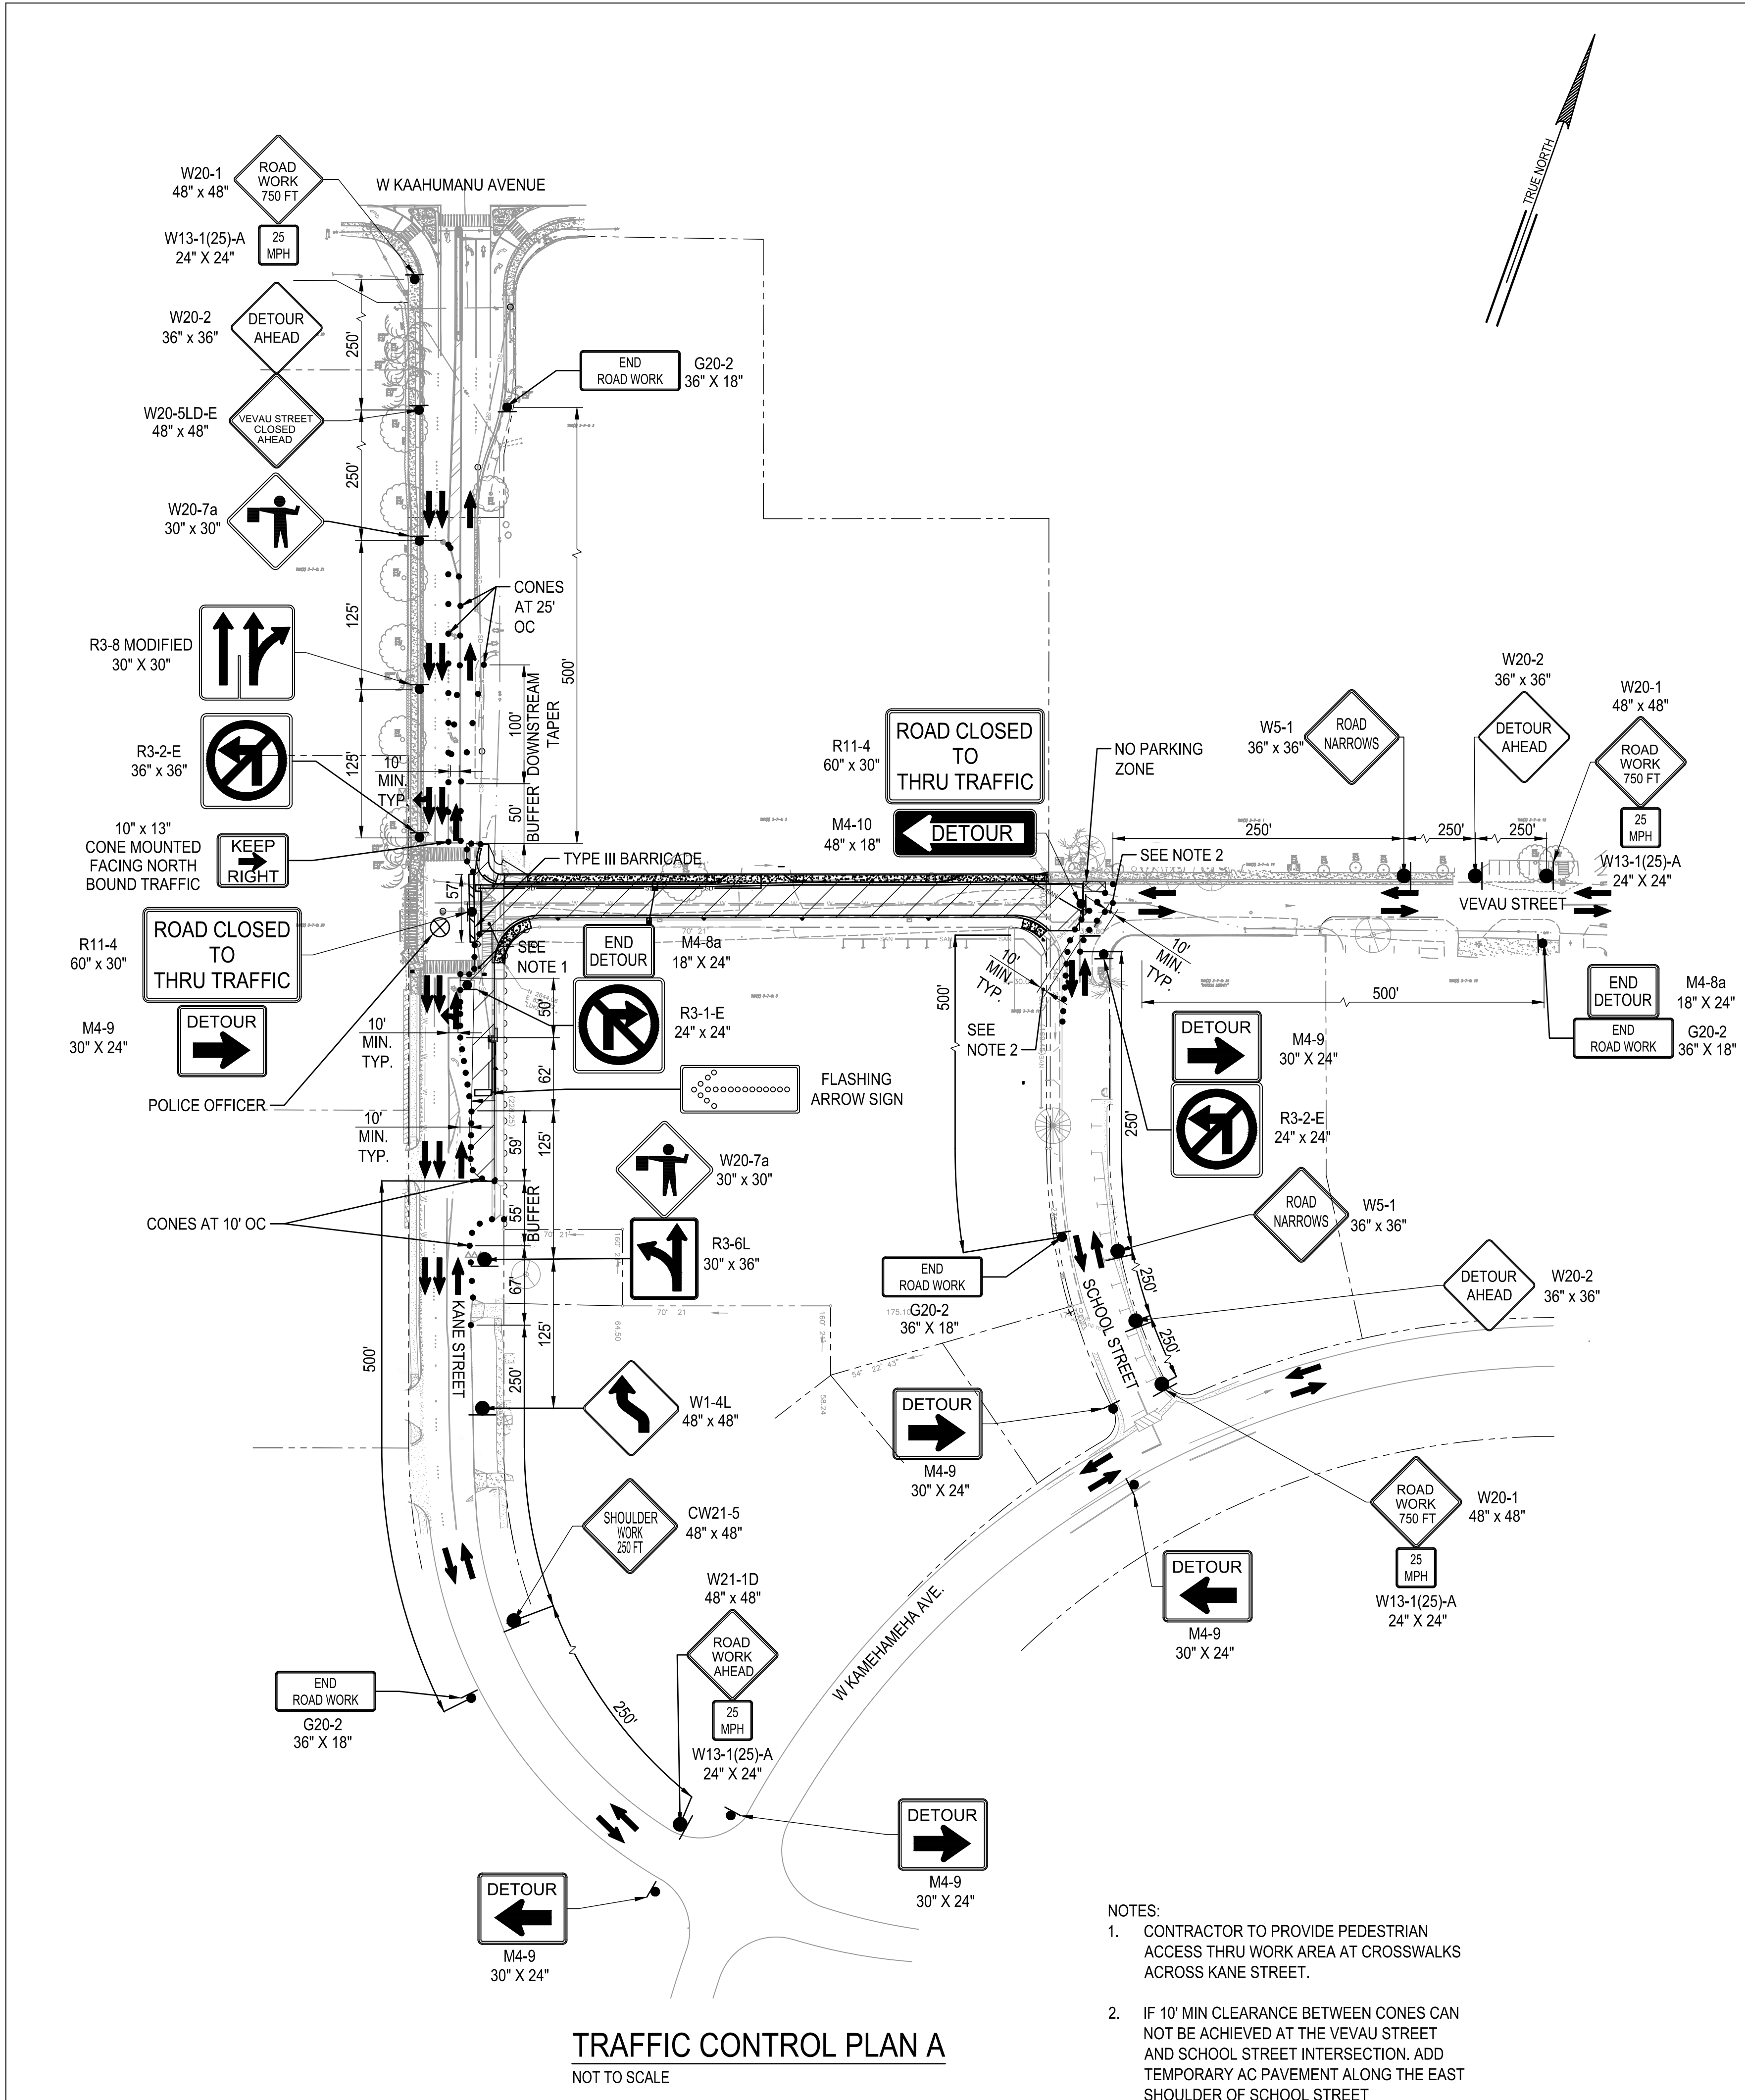 TRUE NORTH
W KAAHUMANU AVENUE
W20-1
48" x 48"
ROAD
WORK
750 FT
W13-1(25)-A
24" X 24"
25
MPH
W20-2
36" x 36"
DETOUR
AHEAD
W20-5LD-E
48" x 48"
VEVAU STREET
CLOSED
AHEAD
W20-7a
30" x 30"
R3-8 MODIFIED
30" X 30"
R3-2-E
36" x 36"
10" x 13"
CONE MOUNTED
FACING NORTH
BOUND TRAFFIC
KEEP
RIGHT
R11-4
60" x 30"
ROAD CLOSED
TO
THRU TRAFFIC
M4-9
30" X 24"
DETOUR
POLICE OFFICER
250'
250'
125'
125'
10'
MIN.
TYP.
57'
END
ROAD WORK
G20-2
36" X 18"
CONES
AT 25'
OC
500'
100'
DOWNSTREAM
TAPER
50'
BUFFER
TYPE III BARRICADE
SEE
NOTE 1
END
DETOUR
M4-8a
18" X 24"
R3-1-E
24" x 24"
50'
62'
10'
MIN.
TYP.
10'
MIN.
TYP.
FLASHING
ARROW SIGN
59'
125'
W20-7a
30" x 30"
55'
BUFFER
CONES AT 10' OC
R3-6L
30" x 36"
67'
125'
KANE STREET
500'
250'
W1-4L
48" x 48"
SHOULDER
WORK
250 FT
CW21-5
48" x 48"
W21-1D
48" x 48"
ROAD
WORK
AHEAD
25
MPH
W13-1(25)-A
24" X 24"
250'
END
ROAD WORK
G20-2
36" X 18"
DETOUR
M4-9
30" X 24"
DETOUR
M4-9
30" X 24"
W KAMEHAMEHA AVE.
R11-4
60" x 30"
ROAD CLOSED
TO
THRU TRAFFIC
M4-10
48" x 18"
DETOUR
NO PARKING
ZONE
SEE NOTE 2
W5-1
36" x 36"
ROAD
NARROWS
W20-2
36" x 36"
DETOUR
AHEAD
W20-1
48" x 48"
ROAD
WORK
750 FT
25
MPH
W13-1(25)-A
24" X 24"
250'
250'
250'
VEVAU STREET
10'
MIN.
TYP.
10'
MIN.
TYP.
500'
END
DETOUR
M4-8a
18" X 24"
END
ROAD WORK
G20-2
36" X 18"
500'
SEE
NOTE 2
DETOUR
M4-9
30" X 24"
R3-2-E
24" x 24"
250'
ROAD
NARROWS
W5-1
36" x 36"
END
ROAD WORK
G20-2
36" X 18"
SCHOOL STREET
250'
DETOUR
AHEAD
W20-2
36" x 36"
250'
175.10
70° 21'
70° 21'
64.50
58.24
54° 22' 43"
DETOUR
M4-9
30" X 24"
ROAD
WORK
750 FT
W20-1
48" x 48"
25
MPH
W13-1(25)-A
24" X 24"
DETOUR
M4-9
30" X 24"
NOTES:
1. CONTRACTOR TO PROVIDE PEDESTRIAN
ACCESS THRU WORK AREA AT CROSSWALKS
ACROSS KANE STREET.
2. IF 10' MIN CLEARANCE BETWEEN CONES CAN
NOT BE ACHIEVED AT THE VEVAU STREET
AND SCHOOL STREET INTERSECTION. ADD
TEMPORARY AC PAVEMENT ALONG THE EAST
SHOULDER OF SCHOOL STREET
TRAFFIC CONTROL PLAN A
NOT TO SCALE